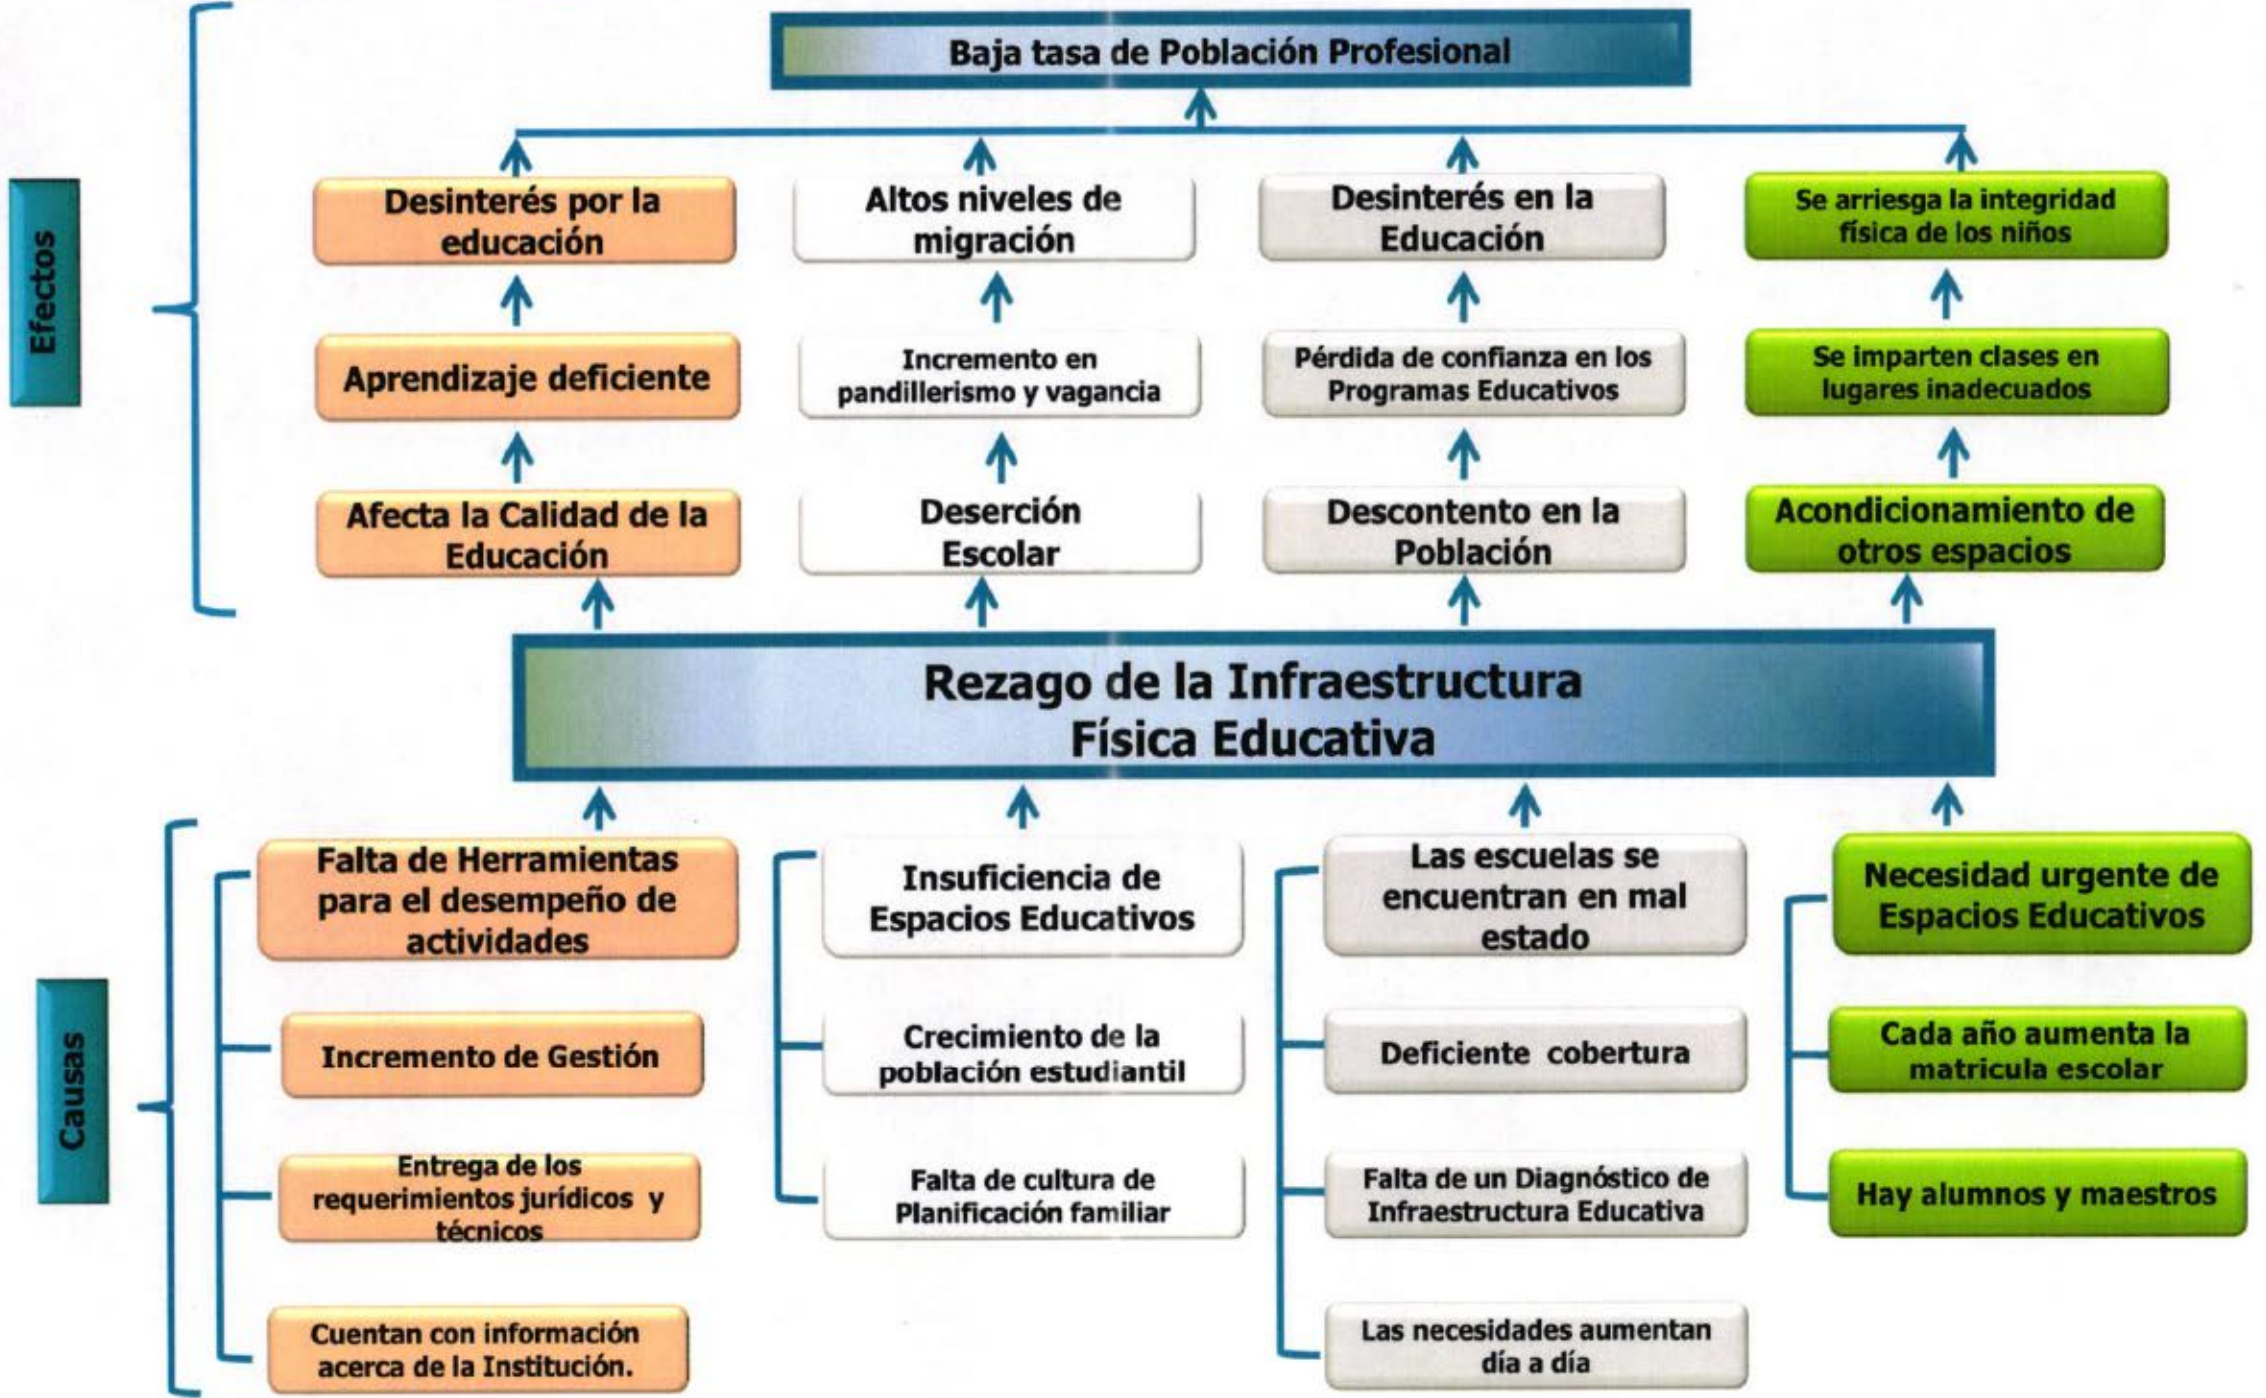 Baja tasa de Población Profesional
Efectos
Desinterés por la
educación
Altos niveles de
migración
Desinterés en la
Educación
Se arriesga la integridad
física de los niños
Aprendizaje deficiente
Incremento en
pandillerismo y vagancia
Pérdida de confianza en los
Programas Educativos
Se imparten clases en
lugares inadecuados
Afecta la Calidad de la
Educación
Deserción
Escolar
Descontento en la
Población
Acondicionamiento de
otros espacios
Rezago de la Infraestructura
Física Educativa
Causas
Falta de Herramientas
para el desempeño de
actividades
Insuficiencia de
Espacios Educativos
Las escuelas se
encuentran en mal
estado
Necesidad urgente de
Espacios Educativos
Incremento de Gestión
Crecimiento de la
población estudiantil
Deficiente cobertura
Cada año aumenta la
matricula escolar
Entrega de los
requerimientos jurídicos y
técnicos
Falta de cultura de
Planificación familiar
Falta de un Diagnóstico de
Infraestructura Educativa
Hay alumnos y maestros
Cuentan con información
acerca de la Institución.
Las necesidades aumentan
día a día